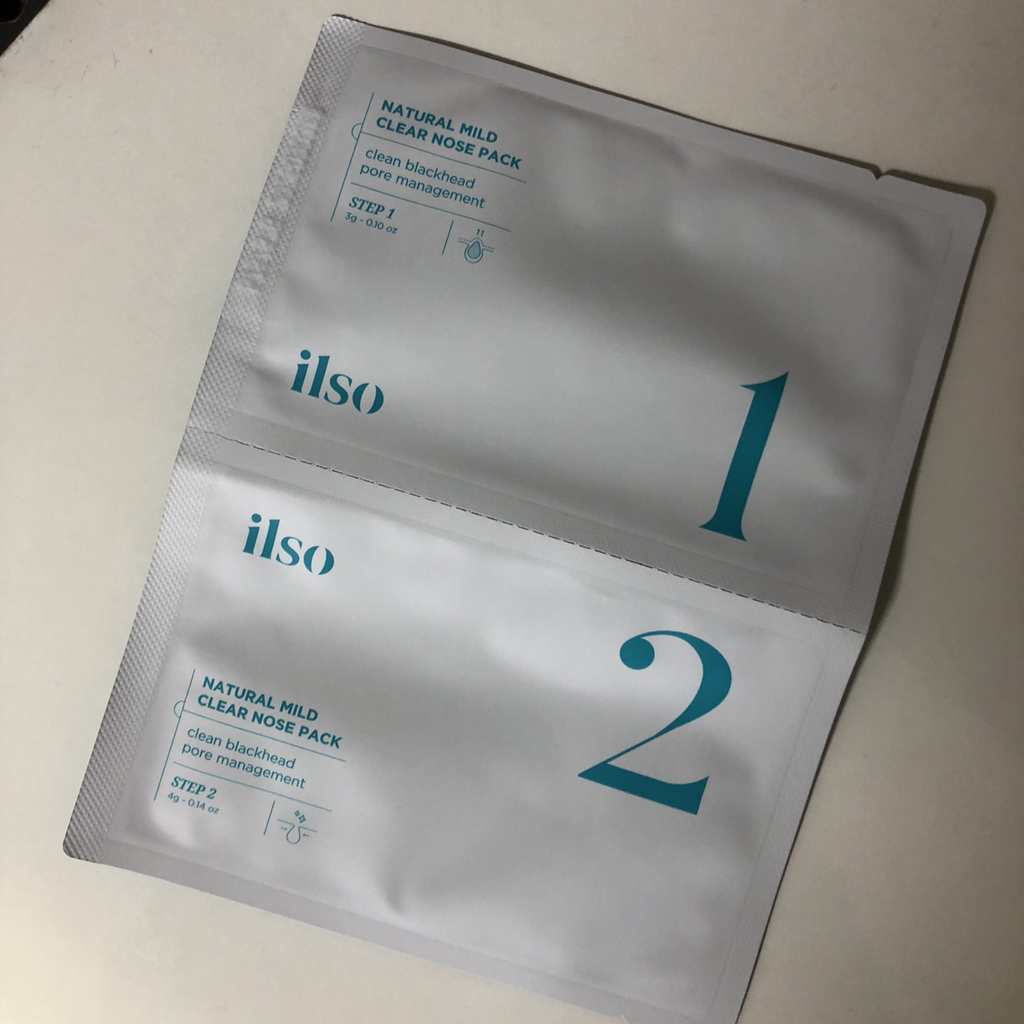 NATURAL MILD
CLEAR NOSE PACK
clean blackhead
pore management
STEP 1
3g - 0.10 oz
ilso
1
ilso
2
NATURAL MILD
CLEAR NOSE PACK
clean blackhead
pore management
STEP 2
4g - 0.14 oz